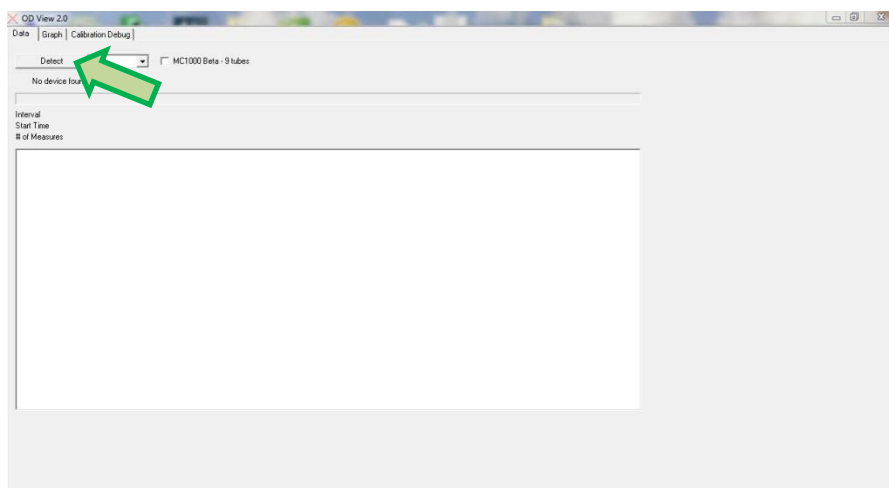 OD View 2.0
Data Graph Calibration Debug
Detect MC1000 Beta - 9 tubes
No device
Interval
Start Time
# of Measures